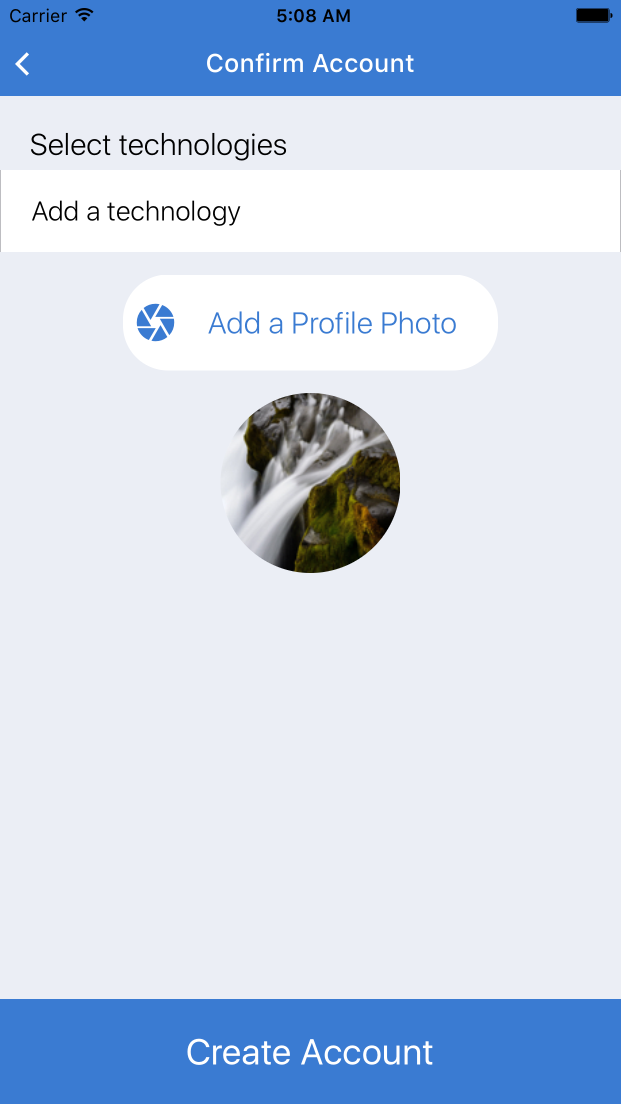 Carrier 5:08 AM
Confirm Account
Select technologies
Add a technology
Add a Profile Photo
Create Account